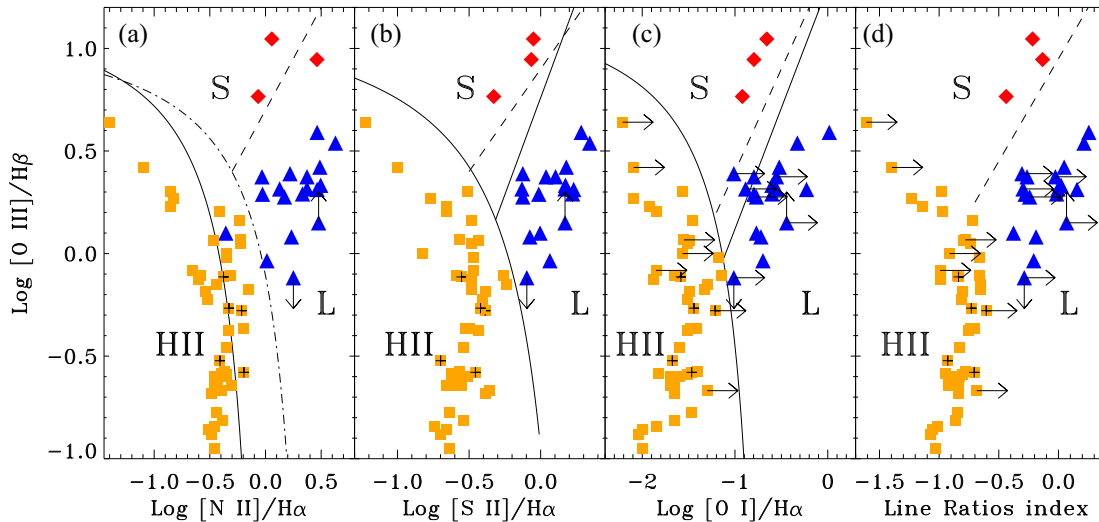 (a) (b) (c) (d)
S S S S
HII HII HII HII
L L L L
Log [O III]/Hβ
1.0
0.5
0.0
−0.5
−1.0
−1.0 −0.5 0.0 0.5
−1.0 −0.5 0.0
−2 −1 0
−1.5 −1.0 −0.5 0.0
Log [N II]/Hα Log [S II]/Hα Log [O I]/Hα Line Ratios index